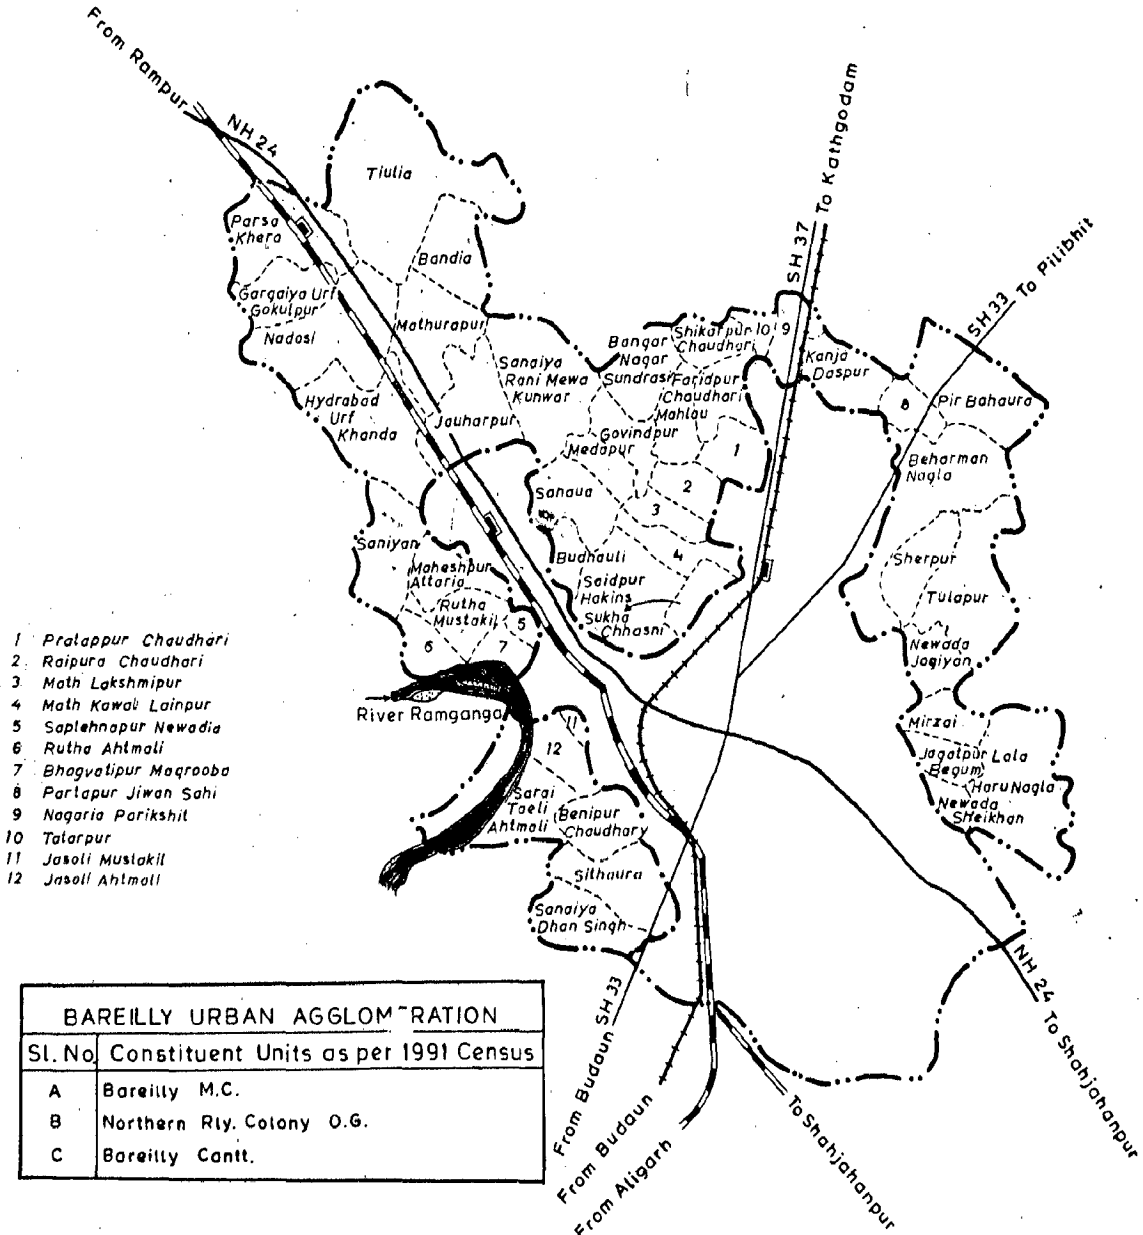 From Rampur
NH 24
Tiulia
Parsa
Khera
Bandia
Gargaiya Urf
Gokulpur
Nadosi
Mathurapur
Hydrabad
Urf
Khanda
Jauharpur
Sanaiya
Rani Mewa
Kunwar
To Kathgodam
SH 37
SH 33 To Pilibhit
Bangar
Nagar
Sundrasi
Shikarpur
Chaudhari
10
9
Kanja
Daspur
Faridpur
Chaudhari
Mahlau
Govindpur
Medapur
1
2
3
4
8
Pir Bahaura
Beharman
Nagla
Sahaua
Budhauli
Saidpur
Hakins
Sukha
Chhasni
Sherpur
Tulapur
Newada
Jogiyan
Saniyan
Maheshpur
Attaria
Rutha
Mustakil
5
6
7
River Ramganga
11
12
Sarai
Taeli
Ahtmali
Benipur
Chaudhary
Sithaura
Sanaiya
Dhan Singh
Mirzai
Jagatpur Lala
Begum
Haru Nagla
Newada
Sheikhan
1 Pralappur Chaudhari
2 Raipura Chaudhari
3 Math Lakshmipur
4 Math Kawal Lainpur
5 Saplehnapur Newadia
6 Rutha Ahtmali
7 Bhagvatipur Maqrooba
8 Partapur Jiwan Sahi
9 Nagaria Parikshit
10 Tatarpur
11 Jasoli Mustakil
12 Jasoli Ahtmali
BAREILLY URBAN AGGLOM RATION
Sl. No Constituent Units as per 1991 Census
A Bareilly M.C.
B Northern Rly. Colony O.G.
C Bareilly Cantt.
From Budaun SH 33
From Budaun
From Aligarh
To Shahjahanpur
NH 24 To Shahjahanpur